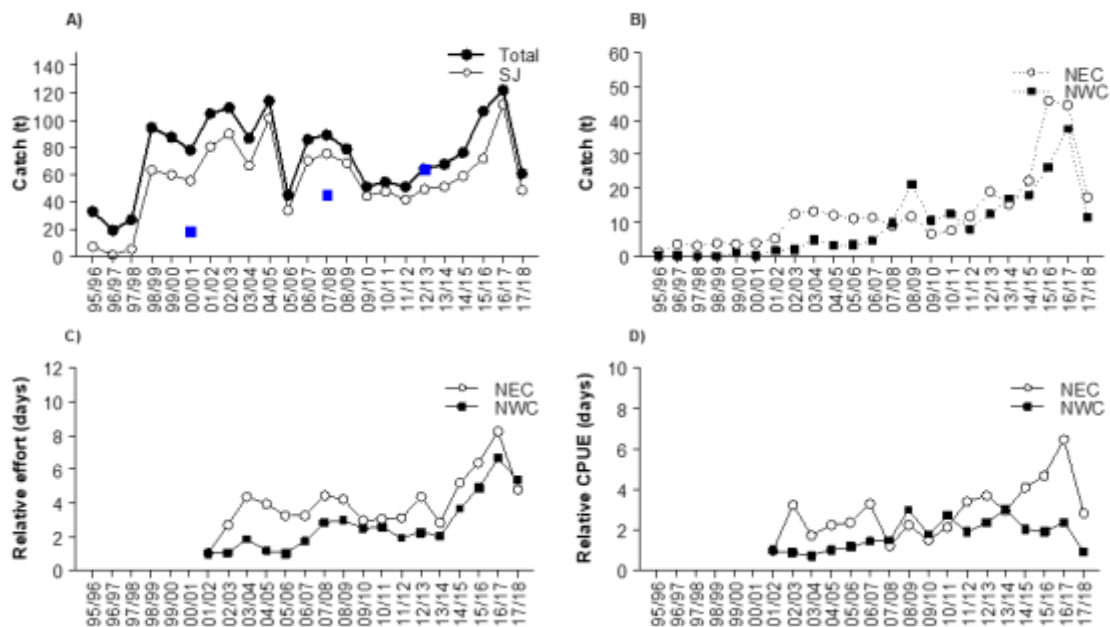 A)
Total
SJ
Catch (t)
140
120
100
80
60
40
20
0
95/96 96/97 97/98 98/99 99/00 00/01 01/02 02/03 03/04 04/05 05/06 06/07 07/08 08/09 09/10 10/11 11/12 12/13 13/14 14/15 15/16 16/17 17/18
B)
NEC
NWC
Catch (t)
60
50
40
30
20
10
0
95/96 96/97 97/98 98/99 99/00 00/01 01/02 02/03 03/04 04/05 05/06 06/07 07/08 08/09 09/10 10/11 11/12 12/13 13/14 14/15 15/16 16/17 17/18
C)
NEC
NWC
Relative effort (days)
12
10
8
6
4
2
0
95/96 96/97 97/98 98/99 99/00 00/01 01/02 02/03 03/04 04/05 05/06 06/07 07/08 08/09 09/10 10/11 11/12 12/13 13/14 14/15 15/16 16/17 17/18
D)
NEC
NWC
Relative CPUE (days)
10
8
6
4
2
0
95/96 96/97 97/98 98/99 99/00 00/01 01/02 02/03 03/04 04/05 05/06 06/07 07/08 08/09 09/10 10/11 11/12 12/13 13/14 14/15 15/16 16/17 17/18